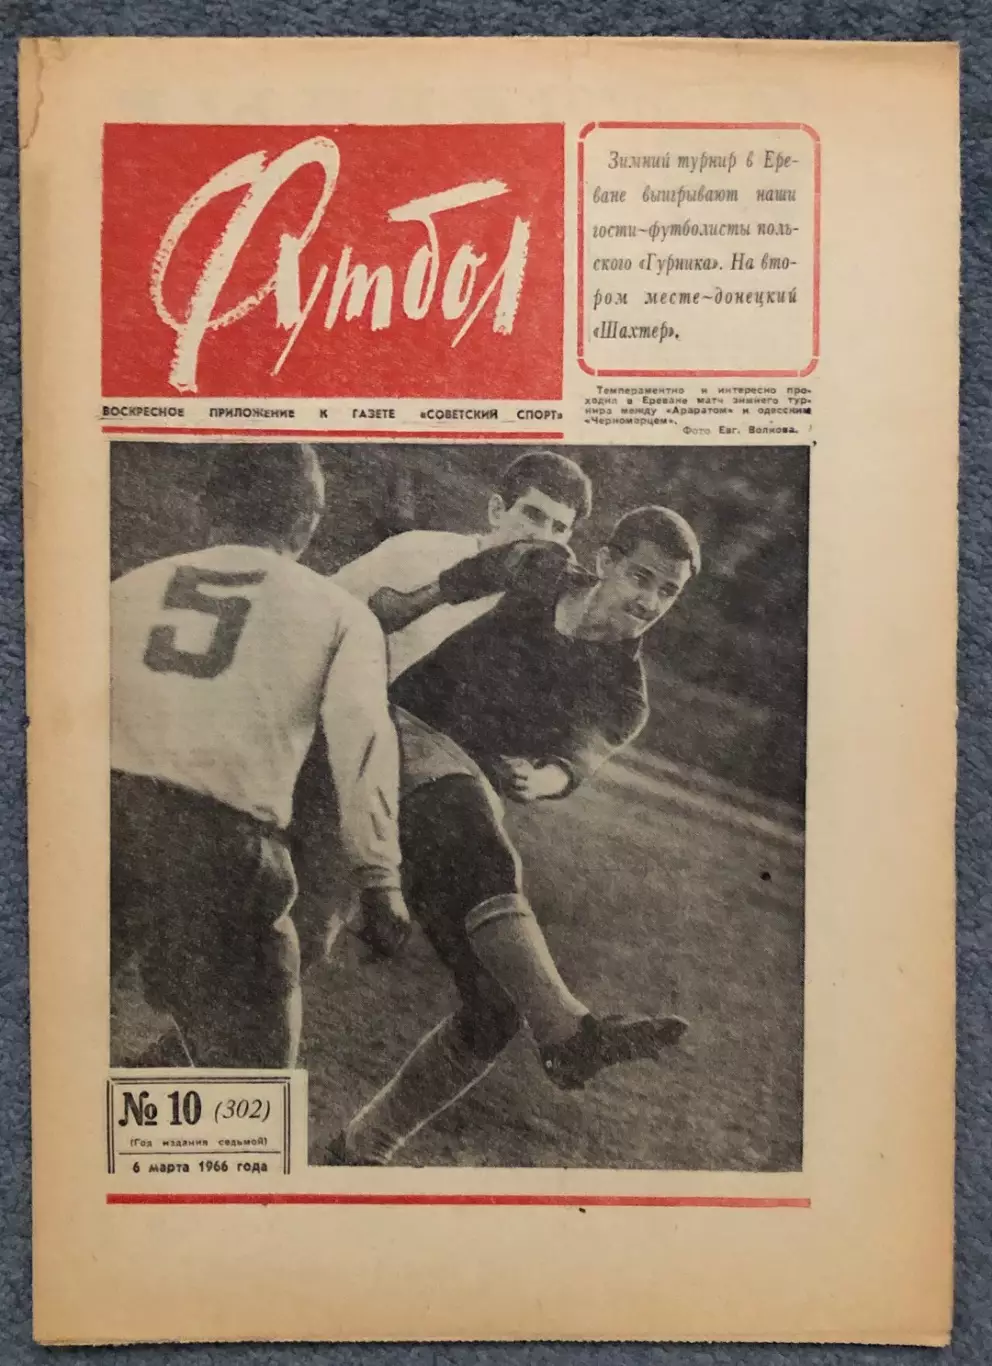 Футбол
ВОСКРЕСНОЕ ПРИЛОЖЕНИЕ К ГАЗЕТЕ «СОВЕТСКИЙ СПОРТ»
Зимний турнир в Ере-
ване выигрывают наши
гости-футболисты поль-
ского «Гурника». На вто-
ром месте-донецкий
«Шахтер».
Темпераментно и интересно про-
ходил в Ереване матч зимнего тур-
нира между «Араратом» и одесским
«Черноморцем».
Фото Евг. Волкова.
5
№ 10 (302)
(Год издания седьмой)
6 марта 1966 года